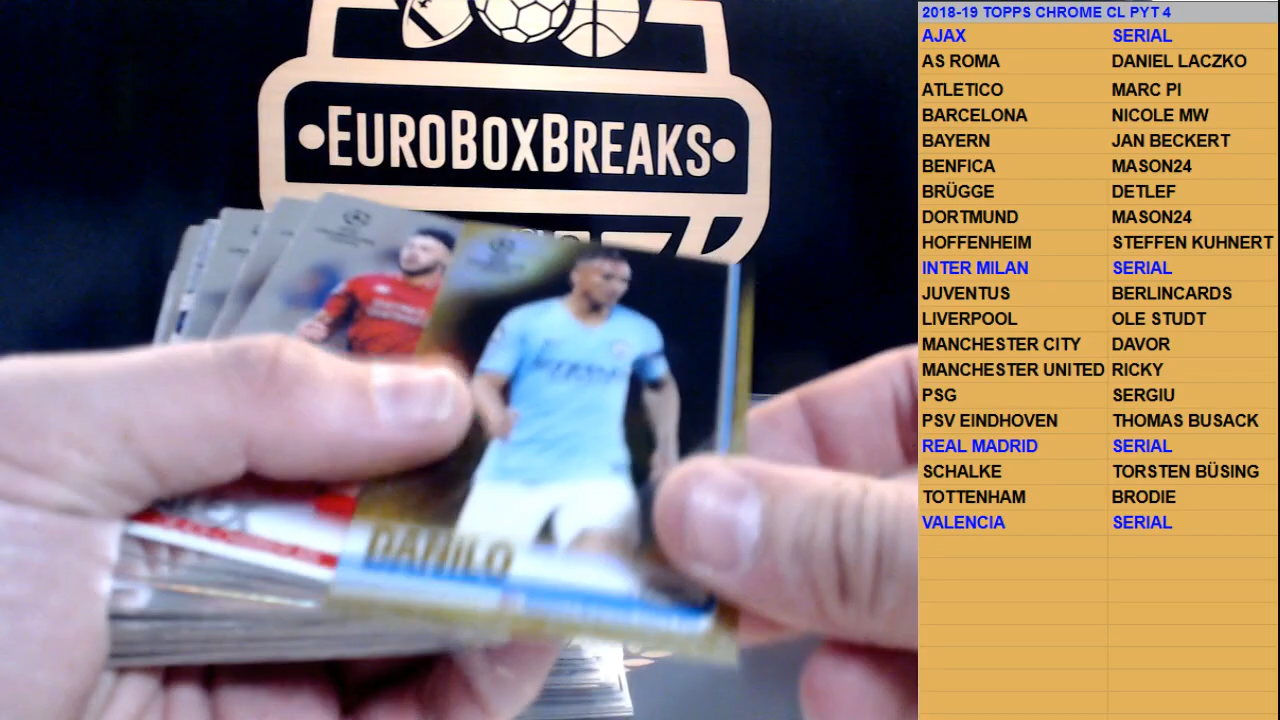 •EUROBOXBREAKS•
DANILO
2018-19 TOPPS CHROME CL PYT 4
AJAX SERIAL
AS ROMA DANIEL LACZKO
ATLETICO MARC PI
BARCELONA NICOLE MW
BAYERN JAN BECKERT
BENFICA MASON24
BRÜGGE DETLEF
DORTMUND MASON24
HOFFENHEIM STEFFEN KUHNERT
INTER MILAN SERIAL
JUVENTUS BERLINCARDS
LIVERPOOL OLE STUDT
MANCHESTER CITY DAVOR
MANCHESTER UNITED RICKY
PSG SERGIU
PSV EINDHOVEN THOMAS BUSACK
REAL MADRID SERIAL
SCHALKE TORSTEN BÜSING
TOTTENHAM BRODIE
VALENCIA SERIAL